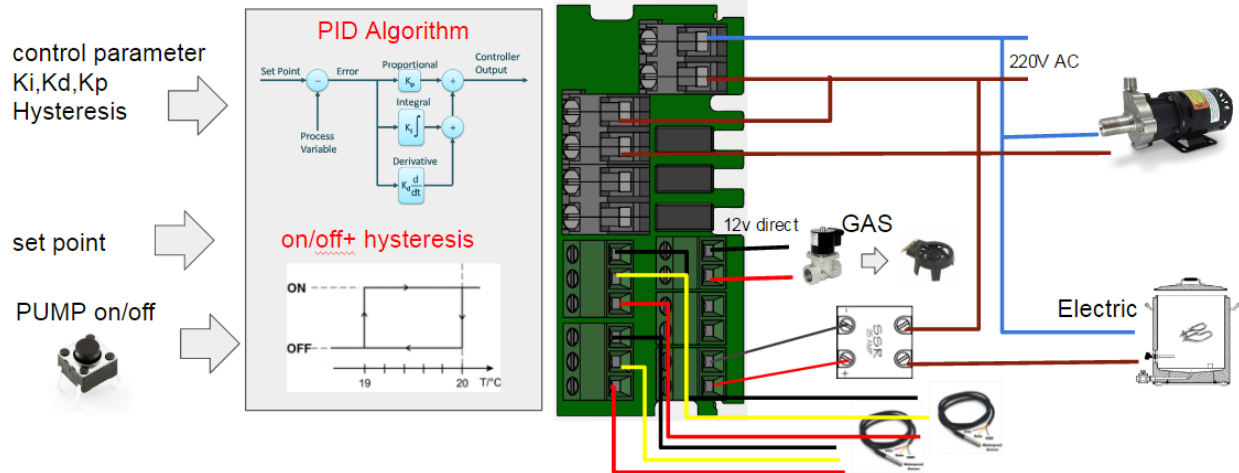 control parameter
Ki,Kd,Kp
Hysteresis
set point
PUMP on/off
PID Algorithm
Set Point
Error
Proportional
Controller
Output
Kp
Integral
Ki ∫
Process
Variable
Derivative
Kd d/dt
on/off+ hysteresis
ON
OFF
19
20
T/°C
220V AC
12v direct
GAS
Electric
SSR
25 AMP